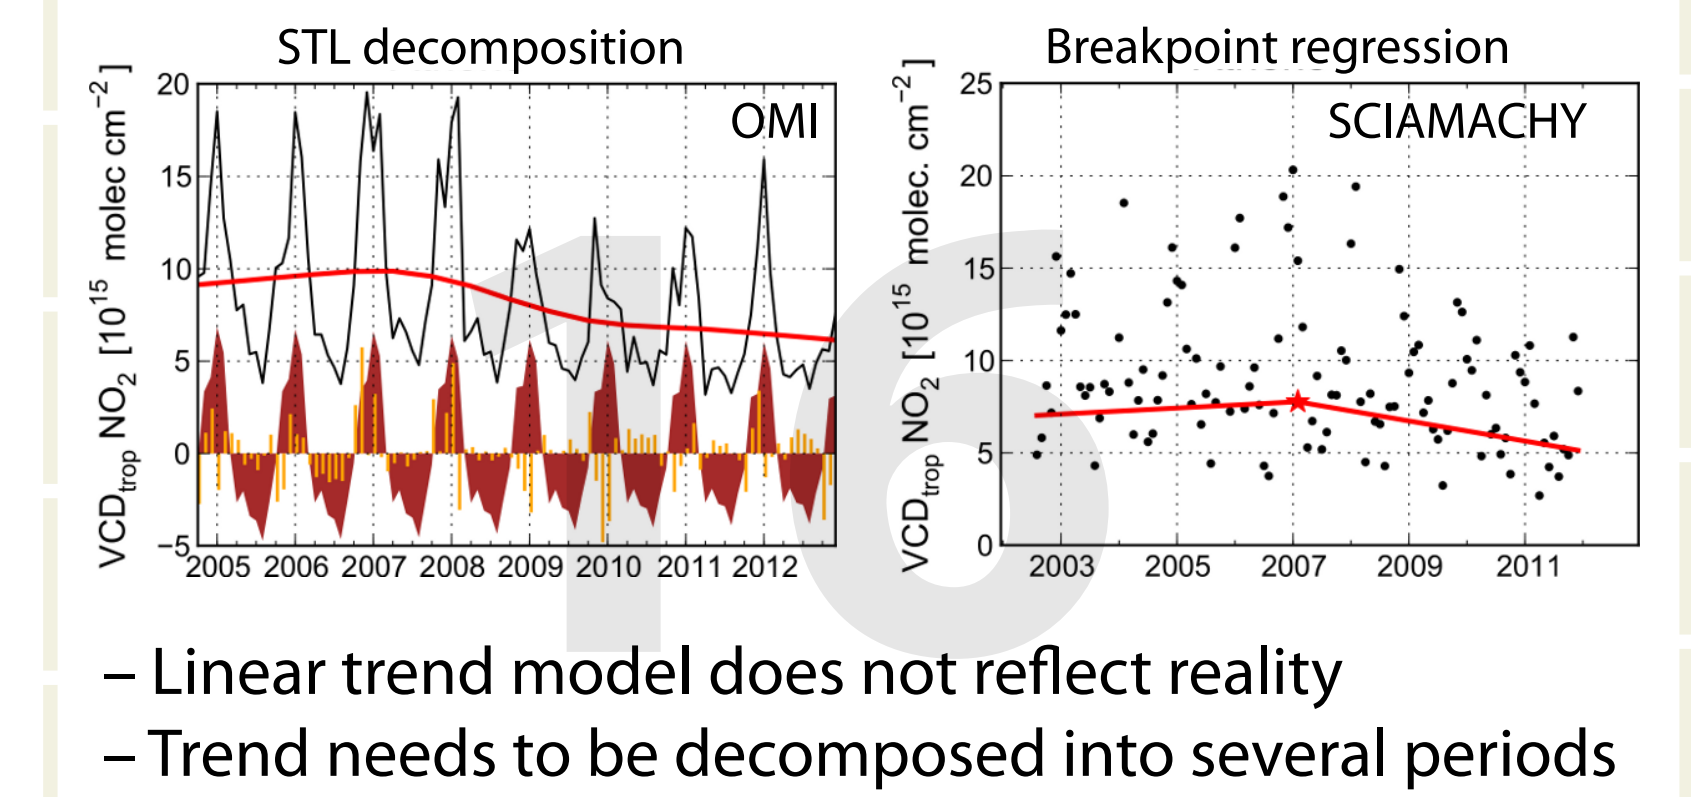 STL decomposition
VCDtrop NO2 [10^15 molec cm^−2]
OMI
20
15
10
5
0
−5
2005 2006 2007 2008 2009 2010 2011 2012
Breakpoint regression
VCDtrop NO2 [10^15 molec. cm^−2]
SCIAMACHY
25
20
15
10
5
0
2003 2005 2007 2009 2011
16
– Linear trend model does not reflect reality
– Trend needs to be decomposed into several periods